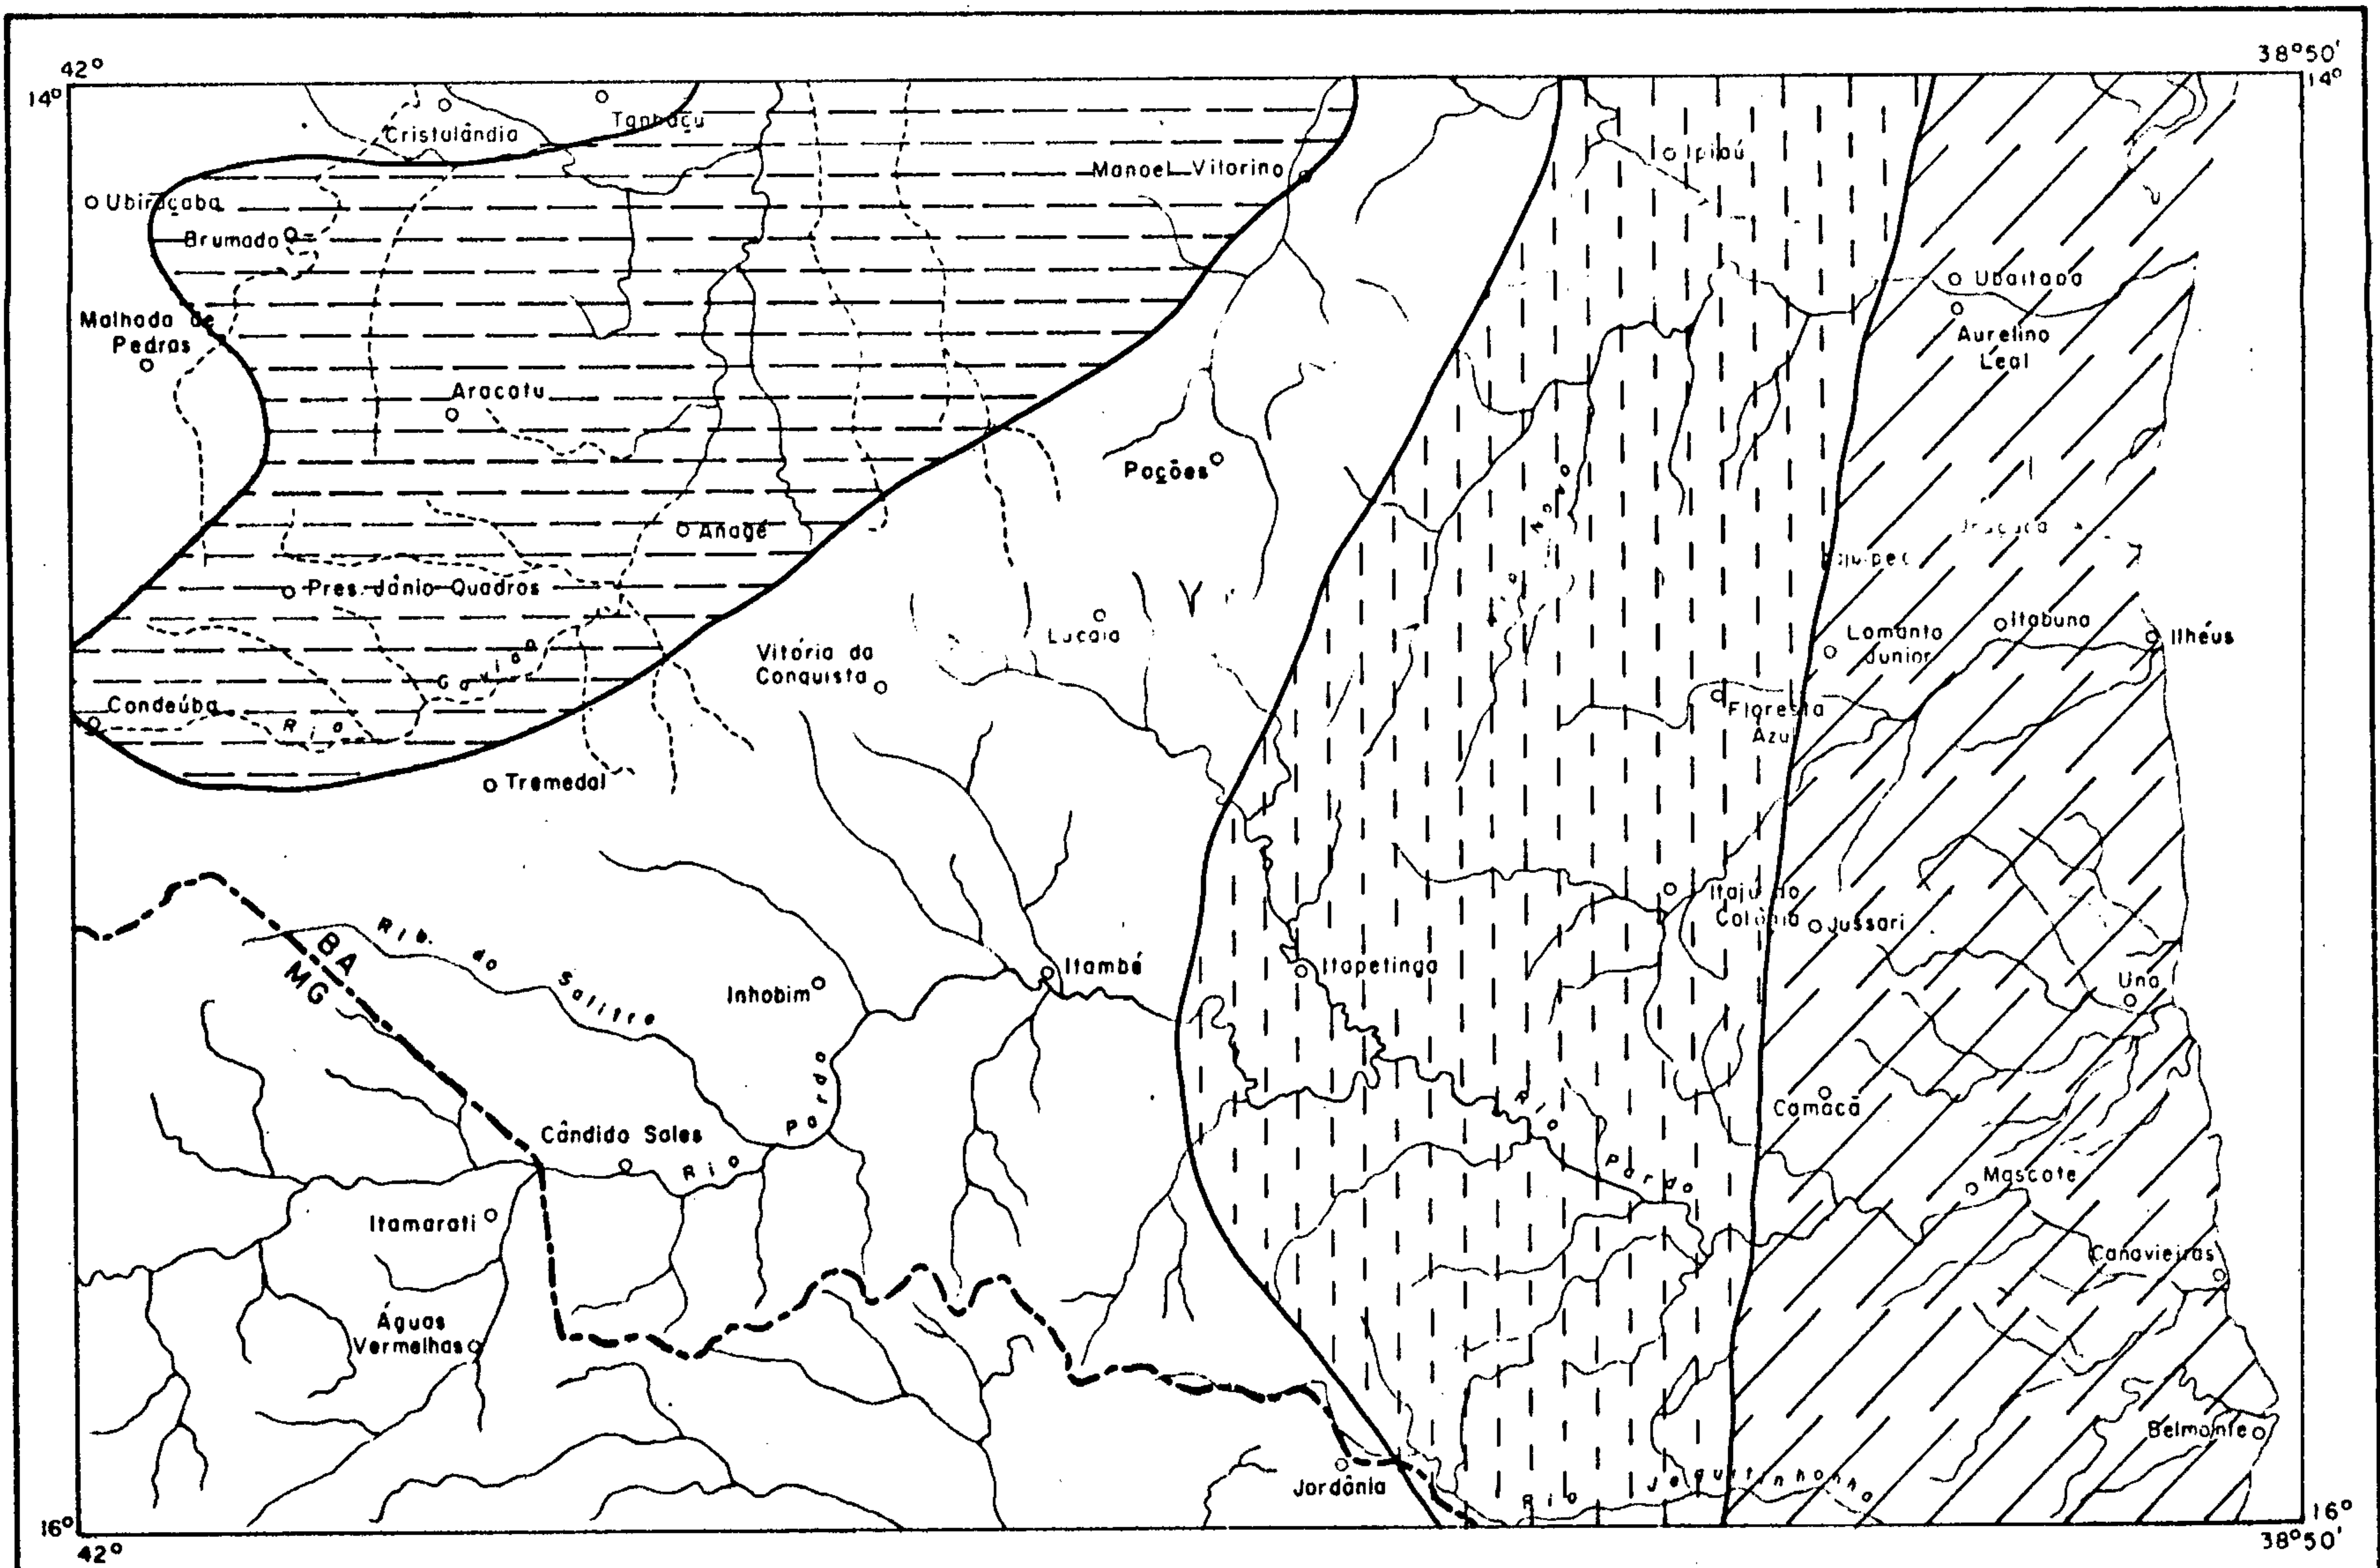 42°
38°50'
14°
14°
Cristulândia
Tanhaçu
Manoel Vitorino
Ipiaú
Ubiraçaba
Brumado
Ubaitaba
Malhada de
Pedras
Aurelino
Leal
Aracatu
Poções
Anagé
Pres. Jânio Quadros
Lucaia
Lomanto
Junior
Itabuna
Ilhéus
Vitória da
Conquista
Rio Gavião
Condeúba
Floresta
Azul
Tremedal
Itaju do
Colônia
Jussari
BA
MG
Rib. do Salitre
Itambé
Itapetinga
Inhobim
Una
Camacã
Cândido Sales
Rio Pardo
Rio Pardo
Mascote
Itamarati
Canavieiras
Águas
Vermelhas
Belmonte
Jordânia
Rio Jequitinhonha
16°
16°
42°
38°50'